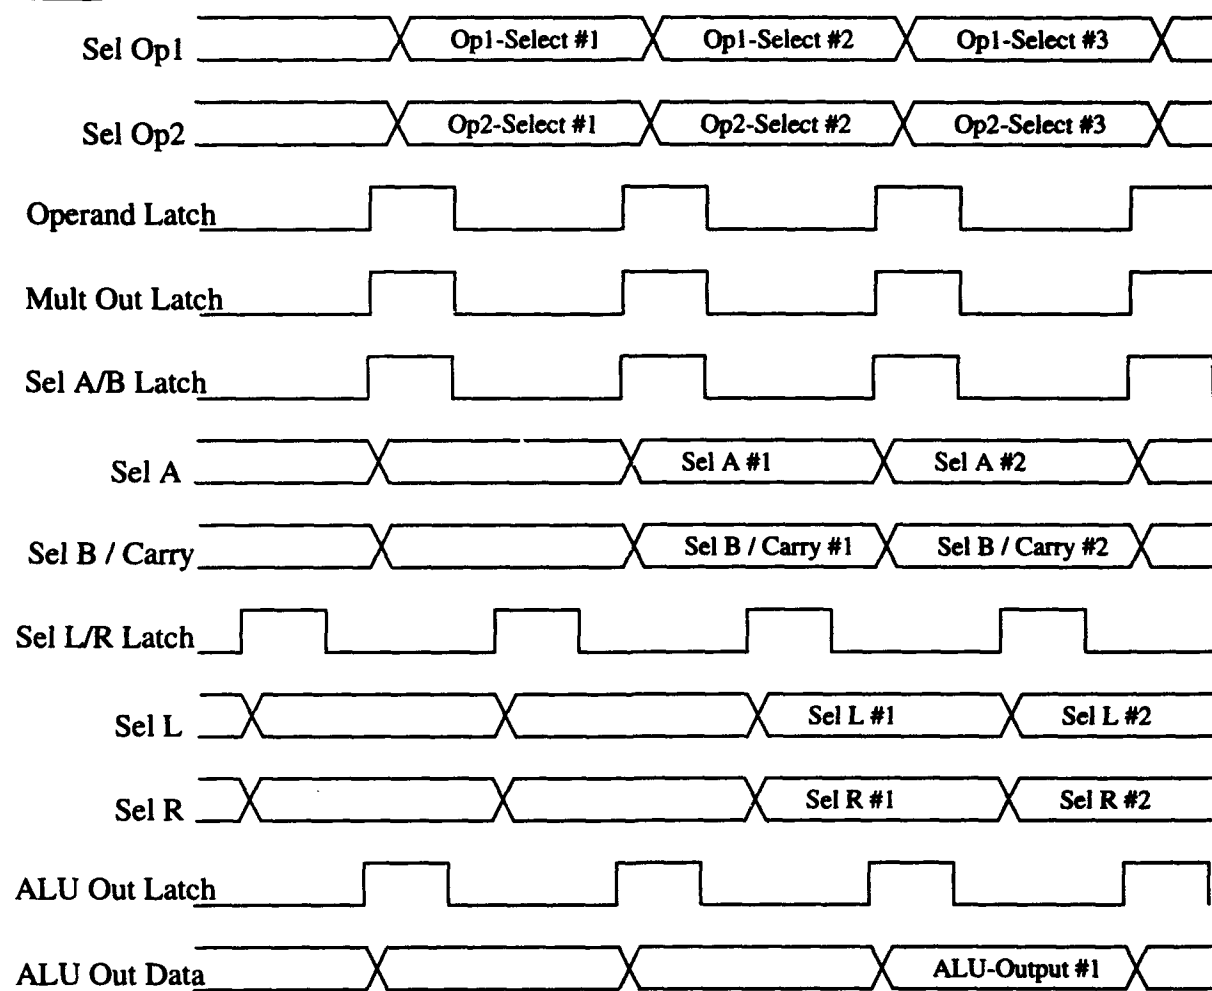 Sel Op1 Op1-Select #1 Op1-Select #2 Op1-Select #3
Sel Op2 Op2-Select #1 Op2-Select #2 Op2-Select #3
Operand Latch
Mult Out Latch
Sel A/B Latch
Sel A Sel A #1 Sel A #2
Sel B / Carry Sel B / Carry #1 Sel B / Carry #2
Sel L/R Latch
Sel L Sel L #1 Sel L #2
Sel R Sel R #1 Sel R #2
ALU Out Latch
ALU Out Data ALU-Output #1